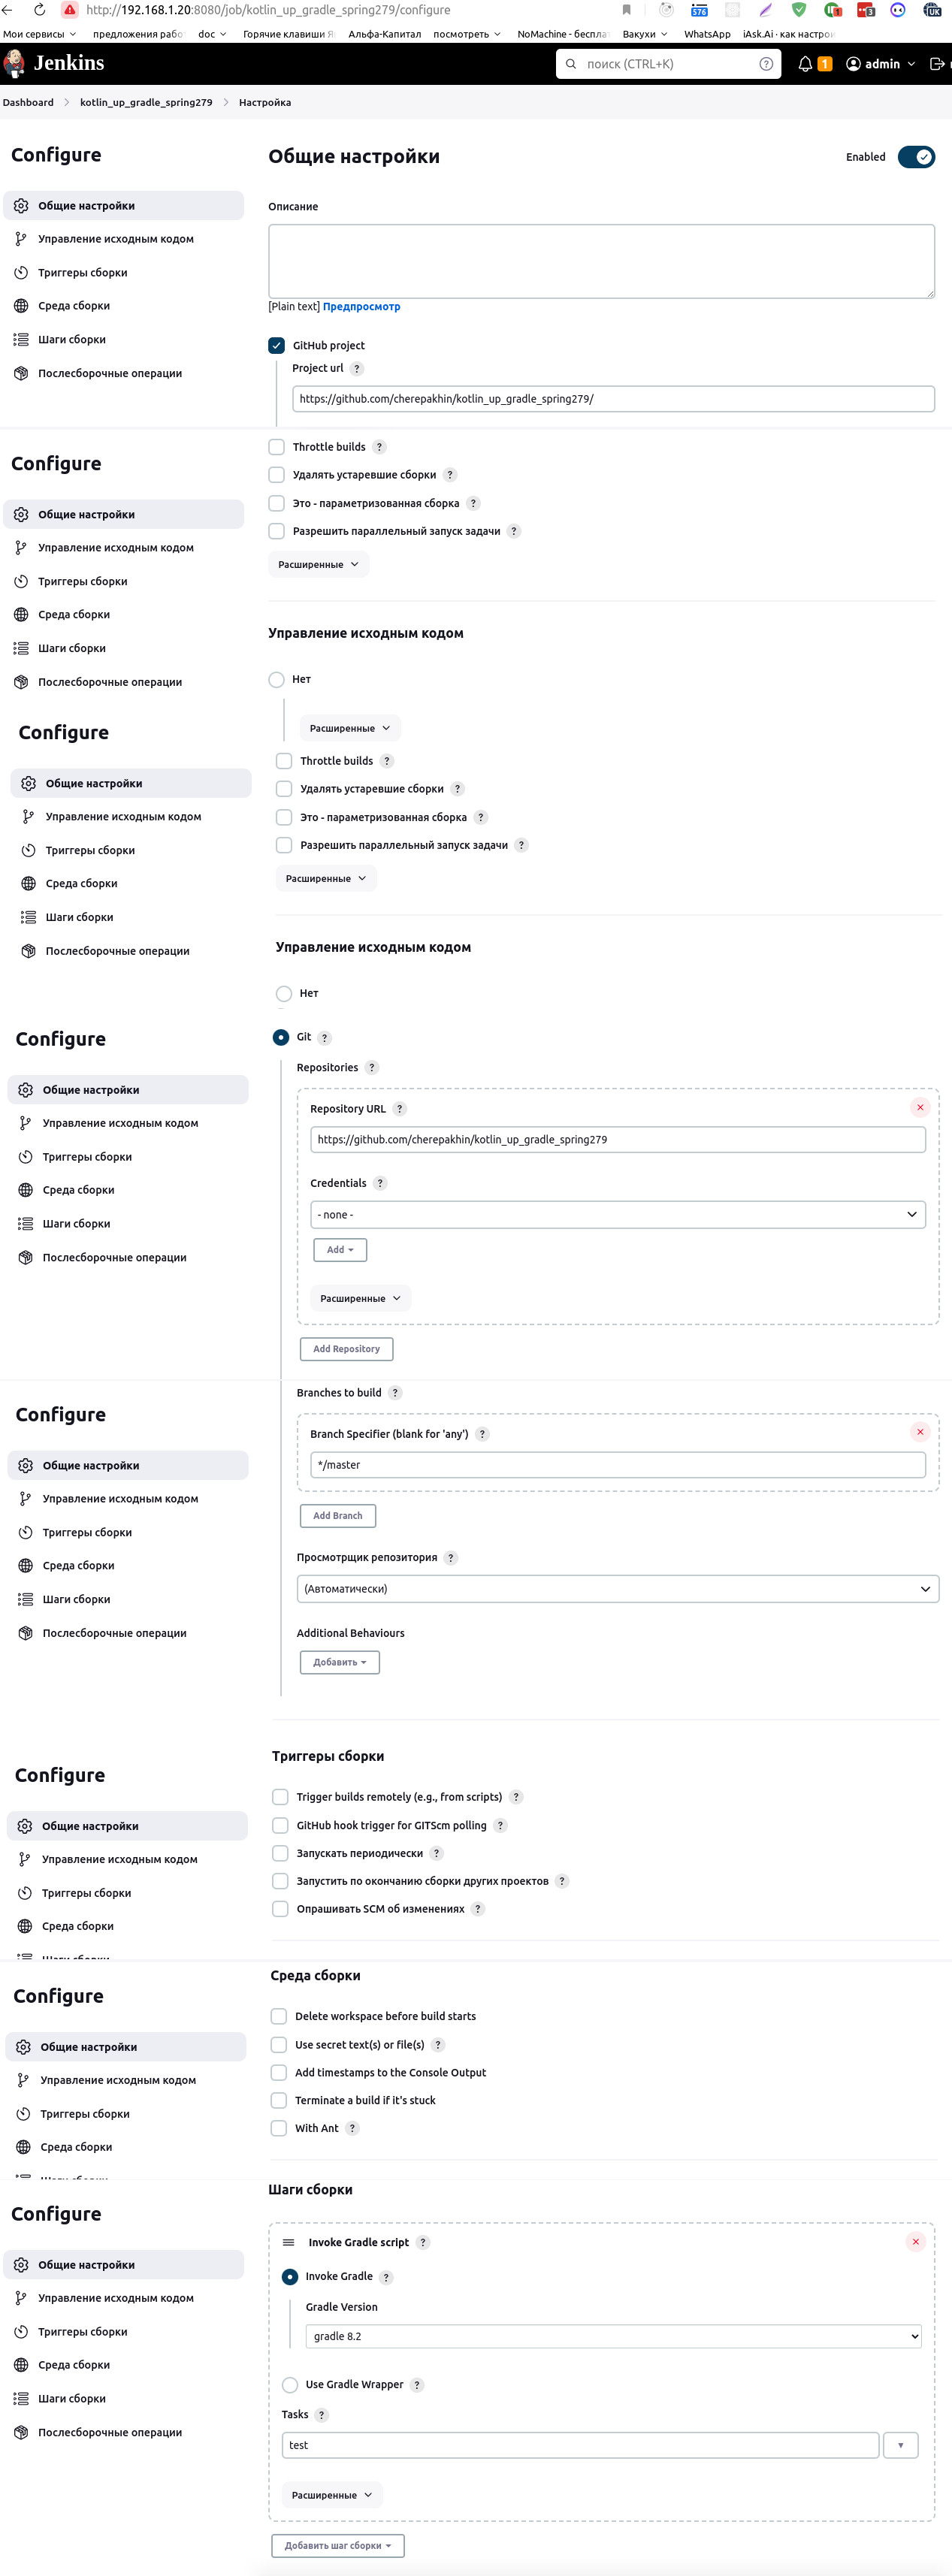 http://192.168.1.20:8080/job/kotlin_up_gradle_spring279/configure
576
1
3
UK
Мои сервисы
предложения рабо
doc
Горячие клавиши Я
Альфа-Капитал
посмотреть
NoMachine - беспла
Вакухи
WhatsApp
iAsk.Ai · как настрои
Jenkins
поиск (CTRL+K)
?
1
admin
Dashboard
kotlin_up_gradle_spring279
Настройка
Configure
Общие настройки
Управление исходным кодом
Триггеры сборки
Среда сборки
Шаги сборки
Послесборочные операции
Общие настройки
Enabled
Описание
[Plain text] Предпросмотр
GitHub project
Project url ?
https://github.com/cherepakhin/kotlin_up_gradle_spring279/
Configure
Общие настройки
Управление исходным кодом
Триггеры сборки
Среда сборки
Шаги сборки
Послесборочные операции
Throttle builds ?
Удалять устаревшие сборки ?
Это - параметризованная сборка ?
Разрешить параллельный запуск задачи ?
Расширенные
Управление исходным кодом
Нет
Configure
Общие настройки
Управление исходным кодом
Триггеры сборки
Среда сборки
Шаги сборки
Послесборочные операции
Расширенные
Throttle builds ?
Удалять устаревшие сборки ?
Это - параметризованная сборка ?
Разрешить параллельный запуск задачи ?
Расширенные
Управление исходным кодом
Нет
Configure
Общие настройки
Управление исходным кодом
Триггеры сборки
Среда сборки
Шаги сборки
Послесборочные операции
Git ?
Repositories ?
Repository URL ?
https://github.com/cherepakhin/kotlin_up_gradle_spring279
Credentials ?
- none -
Add
Расширенные
Add Repository
Configure
Общие настройки
Управление исходным кодом
Триггеры сборки
Среда сборки
Шаги сборки
Послесборочные операции
Branches to build ?
Branch Specifier (blank for 'any') ?
*/master
Add Branch
Просмотрщик репозитория ?
(Автоматически)
Additional Behaviours
Добавить
Configure
Общие настройки
Управление исходным кодом
Триггеры сборки
Среда сборки
Шаги сборки
Триггеры сборки
Trigger builds remotely (e.g., from scripts) ?
GitHub hook trigger for GITScm polling ?
Запускать периодически ?
Запустить по окончанию сборки других проектов ?
Опрашивать SCM об изменениях ?
Configure
Общие настройки
Управление исходным кодом
Триггеры сборки
Среда сборки
Шаги сборки
Среда сборки
Delete workspace before build starts
Use secret text(s) or file(s) ?
Add timestamps to the Console Output
Terminate a build if it's stuck
With Ant ?
Configure
Общие настройки
Управление исходным кодом
Триггеры сборки
Среда сборки
Шаги сборки
Послесборочные операции
Шаги сборки
Invoke Gradle script ?
Invoke Gradle ?
Gradle Version
gradle 8.2
Use Gradle Wrapper ?
Tasks ?
test
Расширенные
Добавить шаг сборки